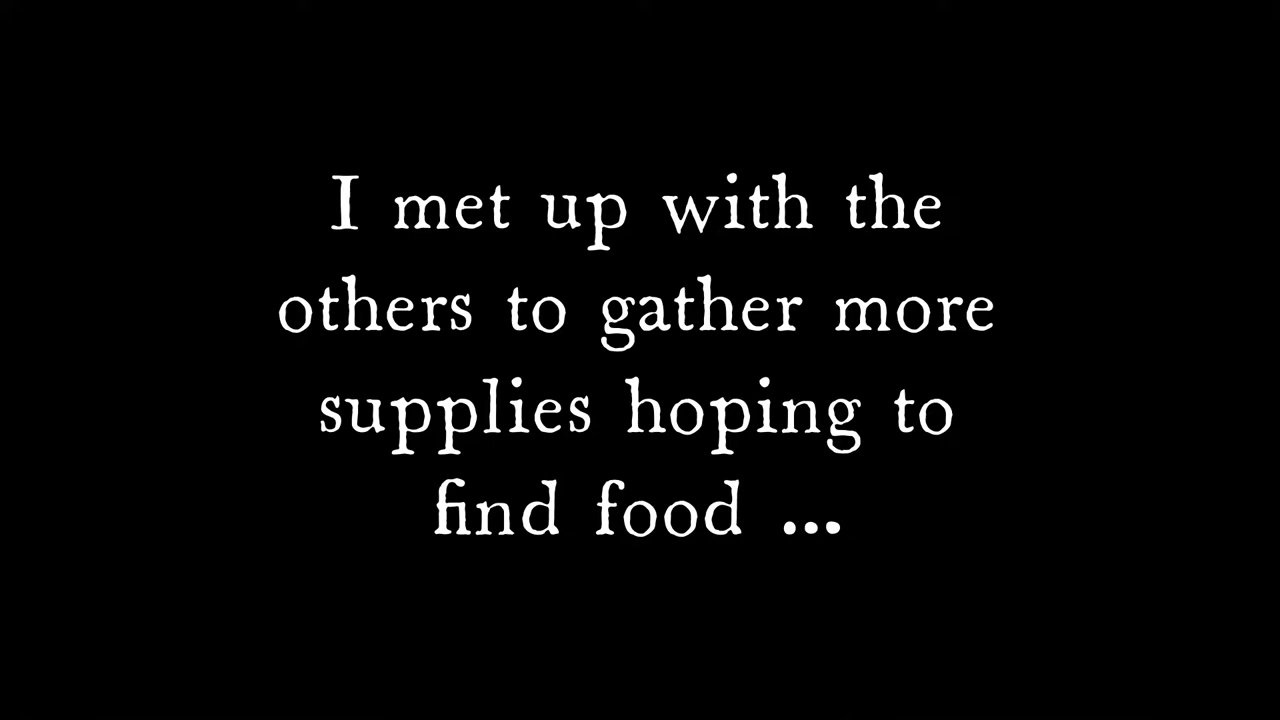 I met up with the
others to gather more
supplies hoping to
find food ...